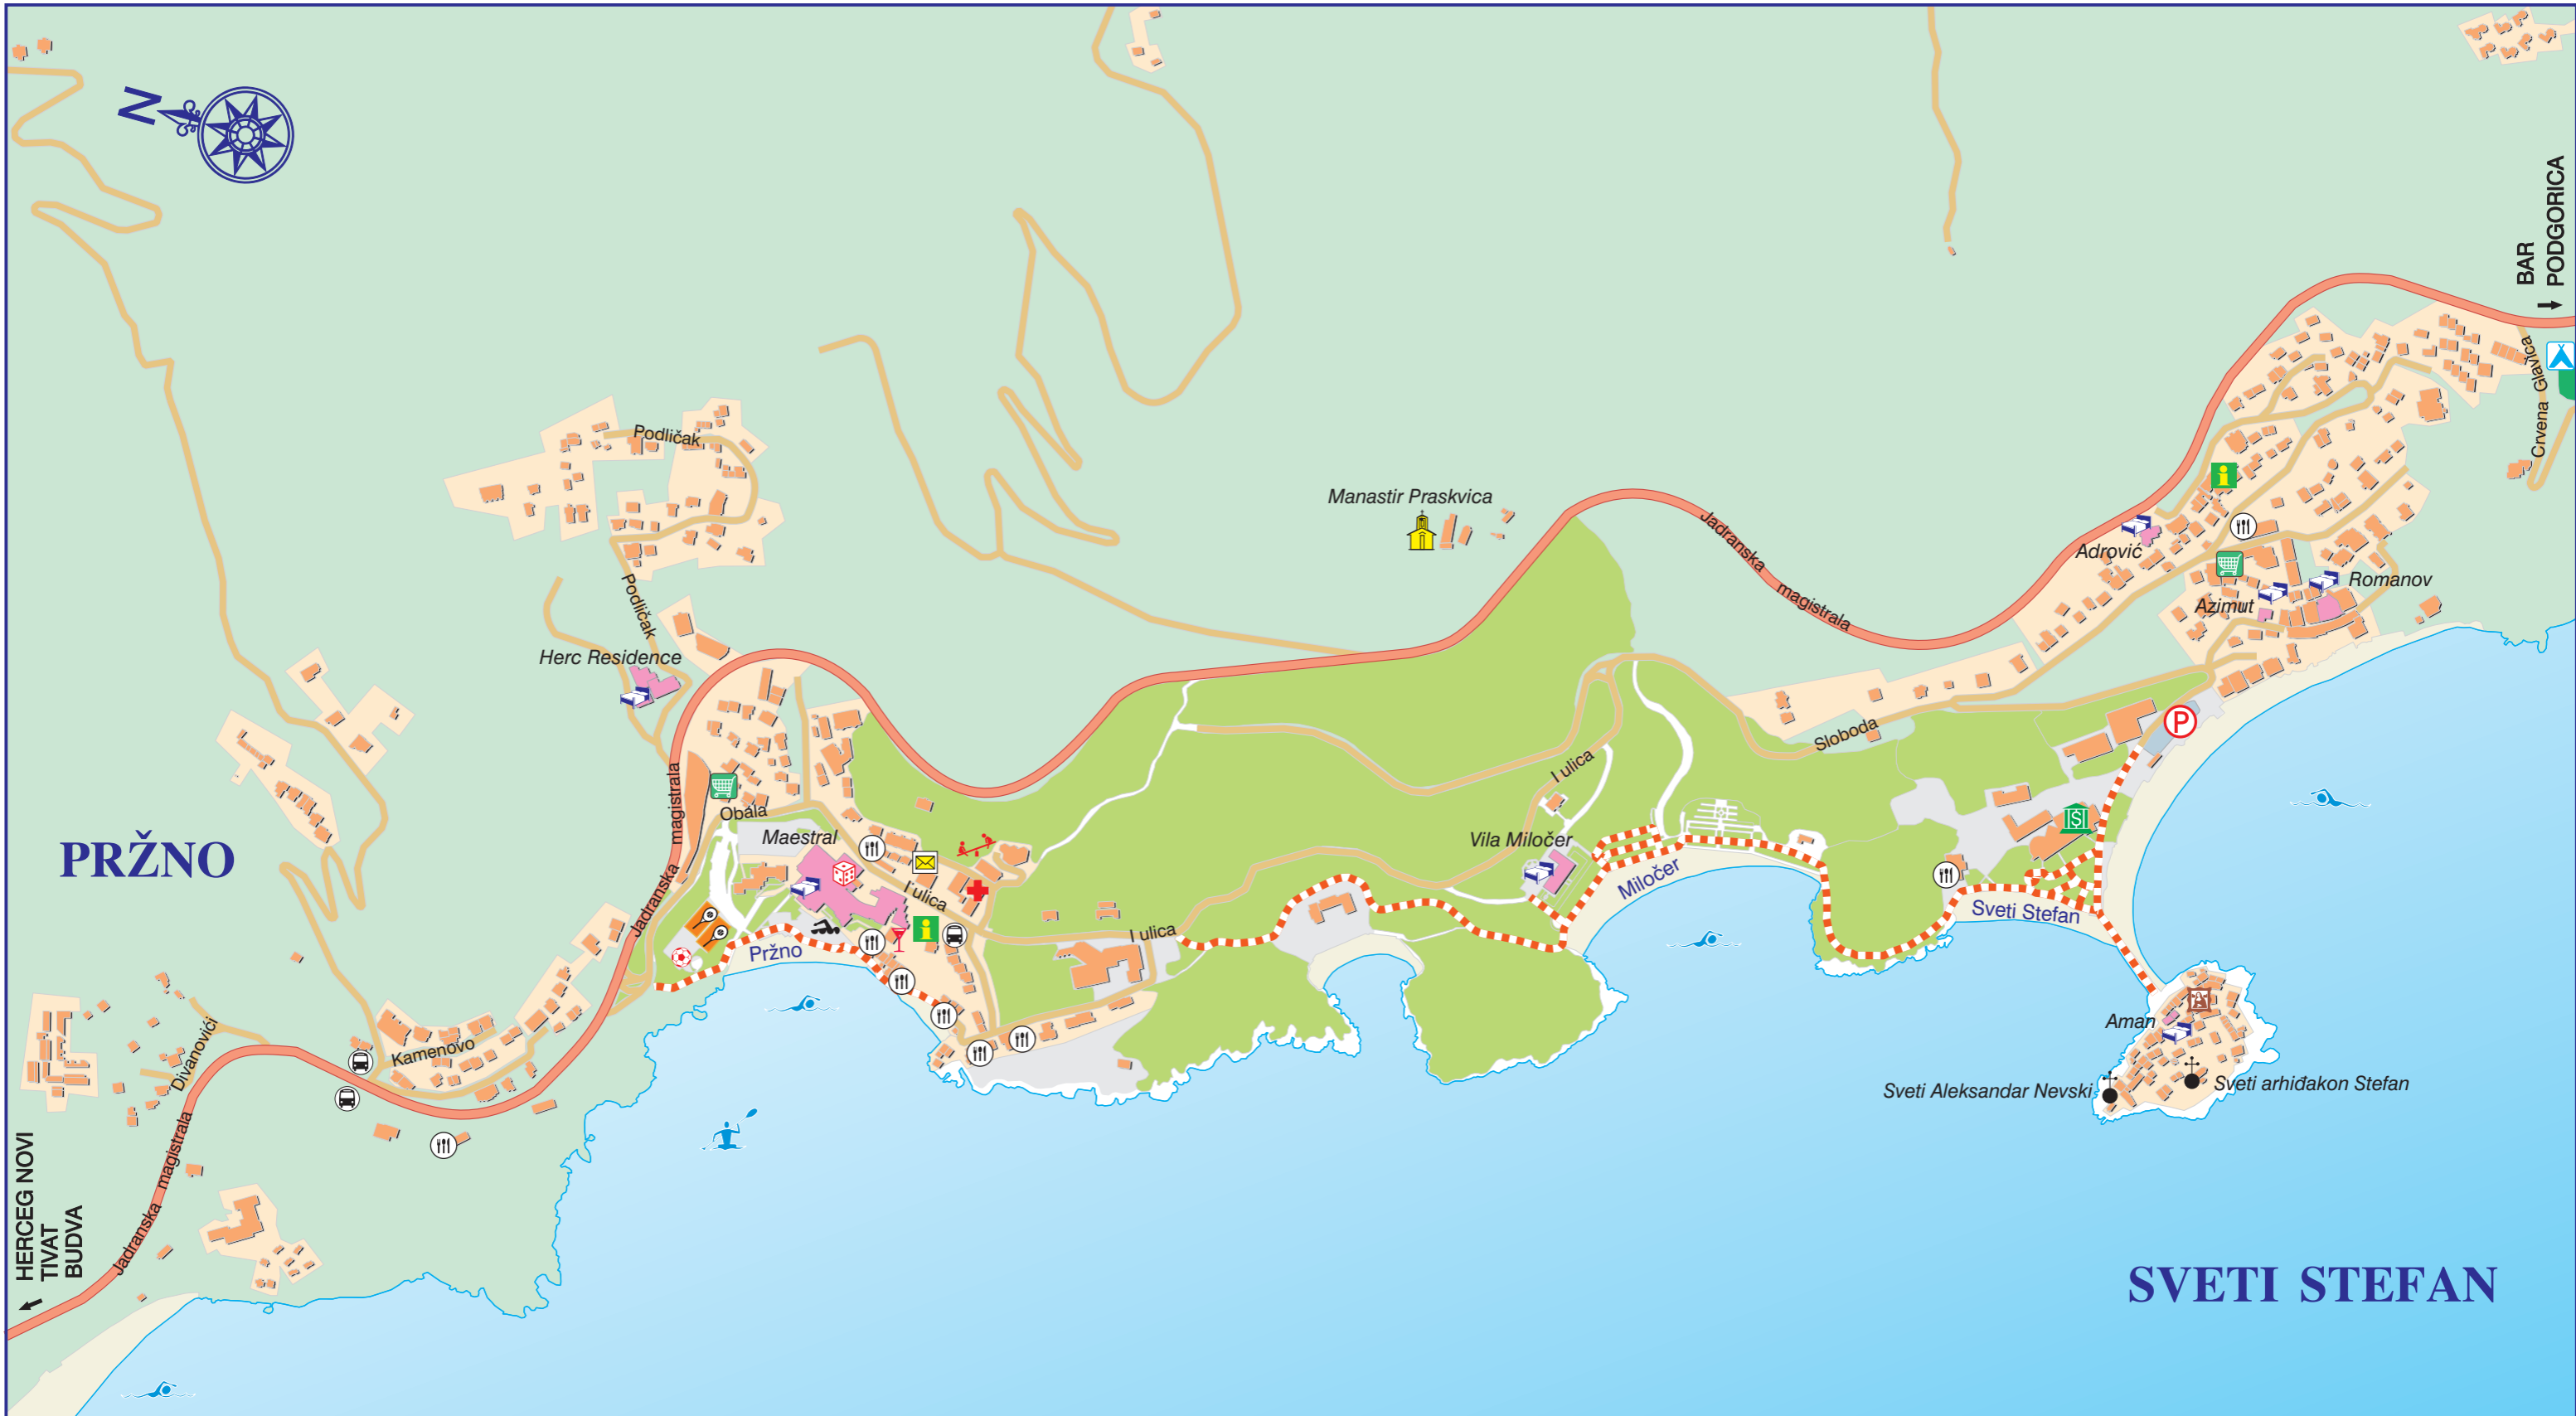 N
BAR
PODGORICA
Crvena Glavica
Podličak
Manastir Praskvica
Jadranska magistrala
Adrović
Romanov
Azimut
Podličak
Herc Residence
Sloboda
P
I ulica
Jadranska magistrala
Obala
Maestral
Vila Miločer
PRŽNO
Miločer
I ulica
i
i
Sveti Stefan
I ulica
Pržno
Aman
Kamenovo
Divanovići
Sveti arhiđakon Stefan
Sveti Aleksandar Nevski
Jadranska magistrala
HERCEG NOVI
TIVAT
BUDVA
SVETI STEFAN